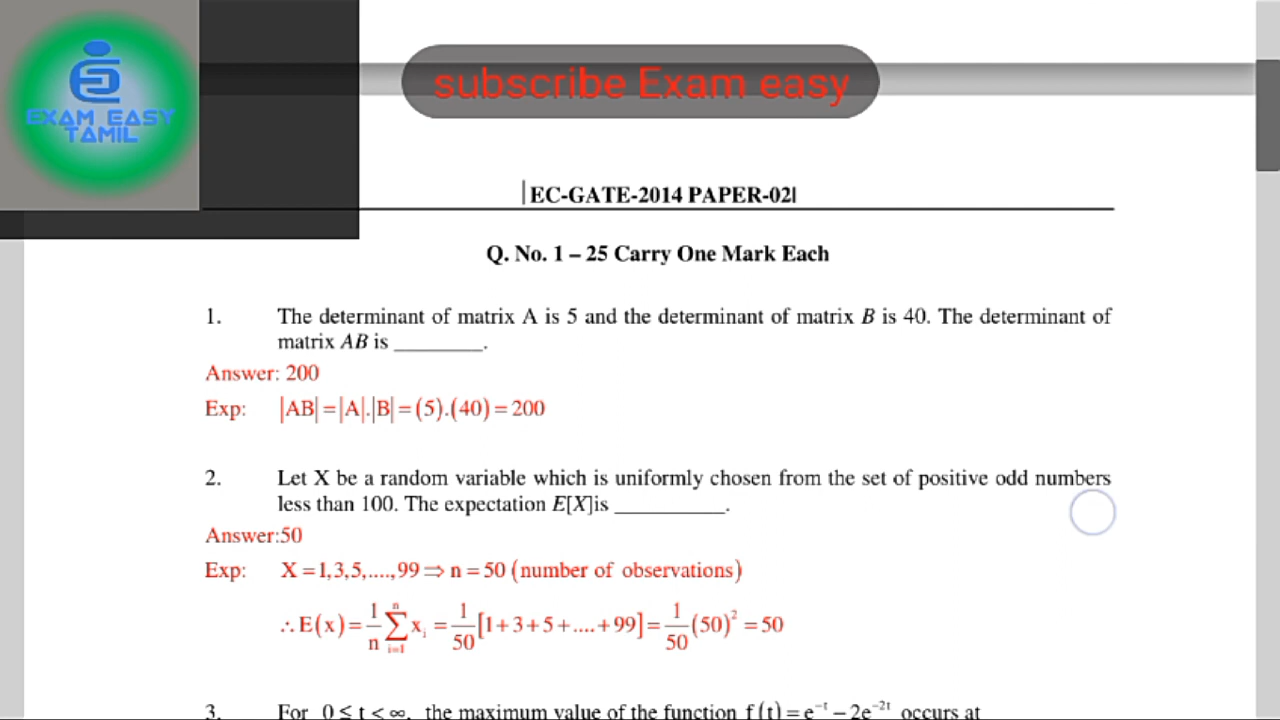 EXAM EASY
TAMIL
subscribe Exam easy
EC-GATE-2014 PAPER-02|
Q. No. 1 – 25 Carry One Mark Each
1. The determinant of matrix A is 5 and the determinant of matrix B is 40. The determinant of
matrix AB is ________.
Answer: 200
Exp: |AB| = |A|.|B| = (5).(40) = 200
2. Let X be a random variable which is uniformly chosen from the set of positive odd numbers
less than 100. The expectation E[X]is __________.
Answer:50
Exp: X = 1,3,5,....,99 ⇒ n = 50 (number of observations)
∴ E(x) = 1/n ∑_{i=1}^{n} x_i = 1/50 [1+3+5+....+99] = 1/50 (50)² = 50
3. For 0 ≤ t < ∞, the maximum value of the function f(t) = e^{-t} − 2e^{-2t} occurs at